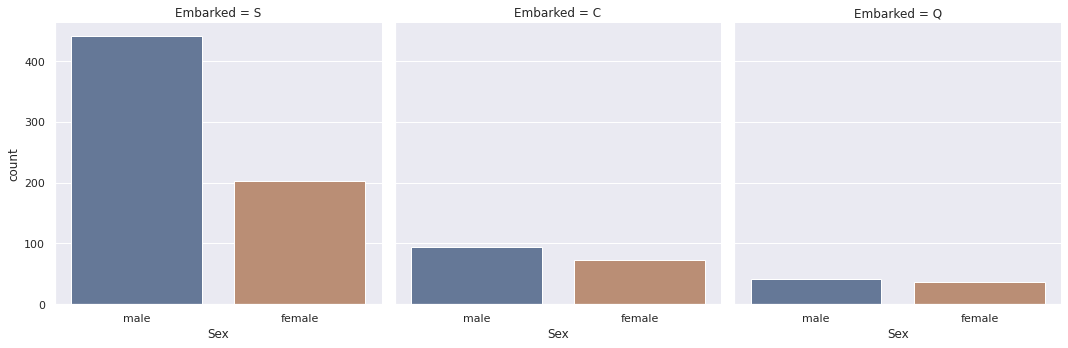 Embarked = S
Embarked = C
Embarked = Q
count
400
300
200
100
0
male
female
male
female
male
female
Sex
Sex
Sex